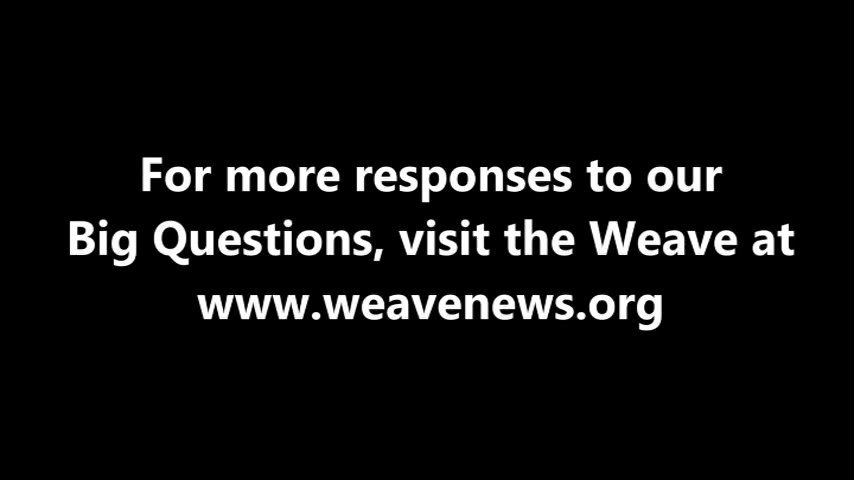 For more responses to our
Big Questions, visit the Weave at
www.weavenews.org